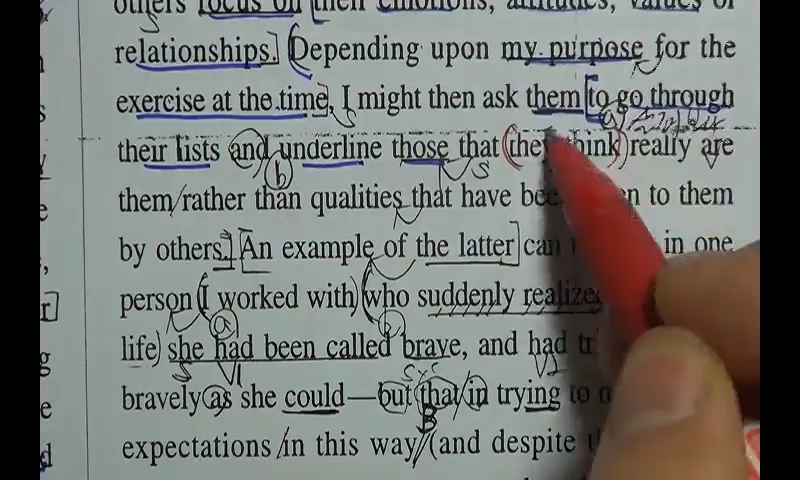 others focus on their emotions, attitudes, values or
relationships. Depending upon my purpose for the
exercise at the time, I might then ask them to go through
their lists and underline those that they think really are
them rather than qualities that have been to them
by others. An example of the latter can in one
person I worked with who suddenly realized
life she had been called brave, and had
bravely as she could—but that in trying to
expectations in this way (and despite